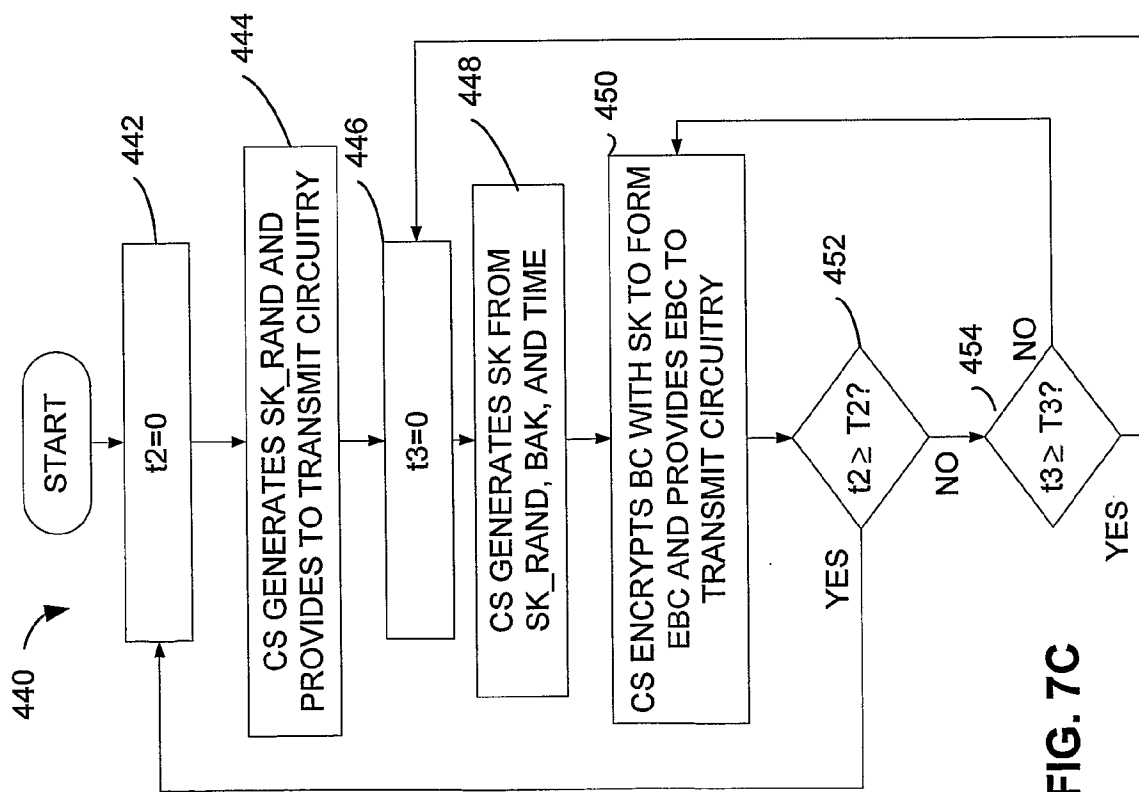 440
START
442
t2=0
444
CS GENERATES SK_RAND AND
PROVIDES TO TRANSMIT CIRCUITRY
446
t3=0
448
CS GENERATES SK FROM
SK_RAND, BAK, AND TIME
450
CS ENCRYPTS BC WITH SK TO FORM
EBC AND PROVIDES EBC TO
TRANSMIT CIRCUITRY
452
t2 ≥ T2?
YES
NO
454
t3 ≥ T3?
NO
YES
FIG. 7C